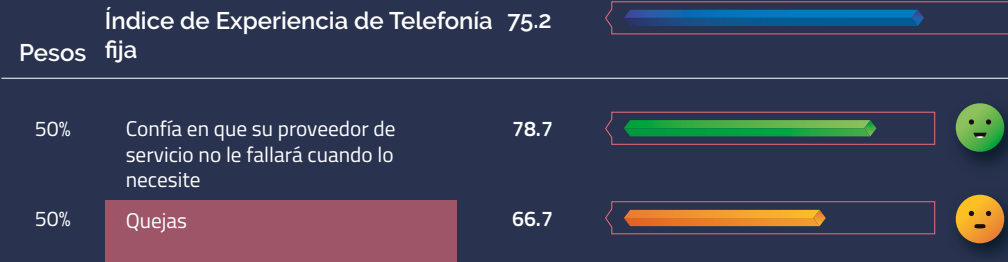 Índice de Experiencia de Telefonía 75.2
Pesos fija
50% Confía en que su proveedor de 78.7
servicio no le fallará cuando lo
necesite
50% Quejas 66.7